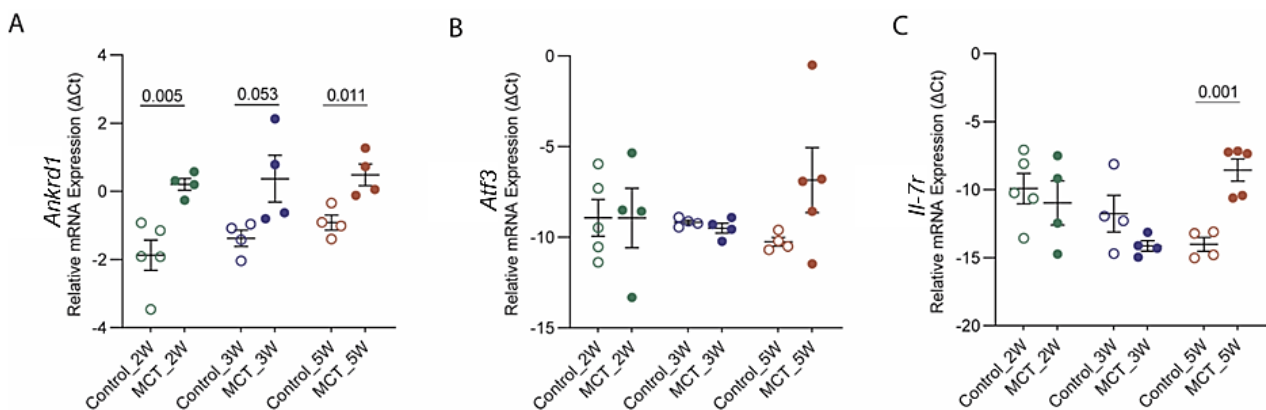 A
Ankrd1
Relative mRNA Expression (ΔCt)
4
2
0
-2
-4
0.005
0.053
0.011
Control_2W
MCT_2W
Control_3W
MCT_3W
Control_5W
MCT_5W
B
Atf3
Relative mRNA Expression (ΔCt)
0
-5
-10
-15
Control_2W
MCT_2W
Control_3W
MCT_3W
Control_5W
MCT_5W
C
Il-7r
Relative mRNA Expression (ΔCt)
0
-5
-10
-15
-20
0.001
Control_2W
MCT_2W
Control_3W
MCT_3W
Control_5W
MCT_5W